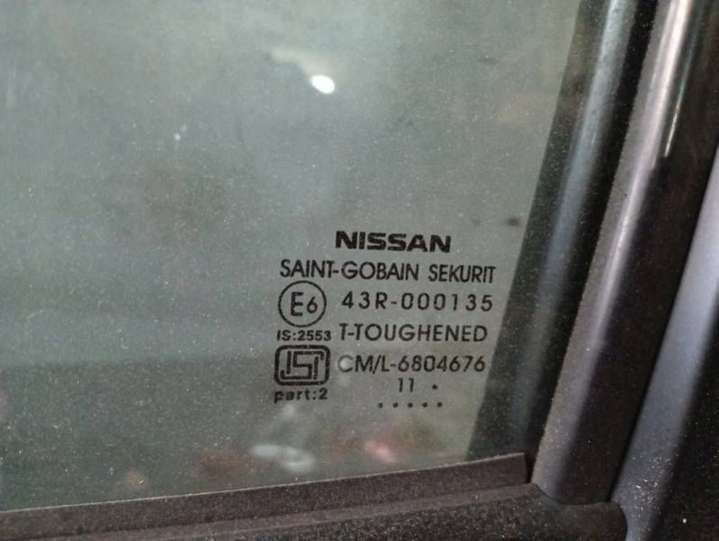 NISSAN
SAINT-GOBAIN SEKURIT
E6 43R-000135
IS:2553 T-TOUGHENED
ISI CM/L-6804676
part:2 11 .
.....